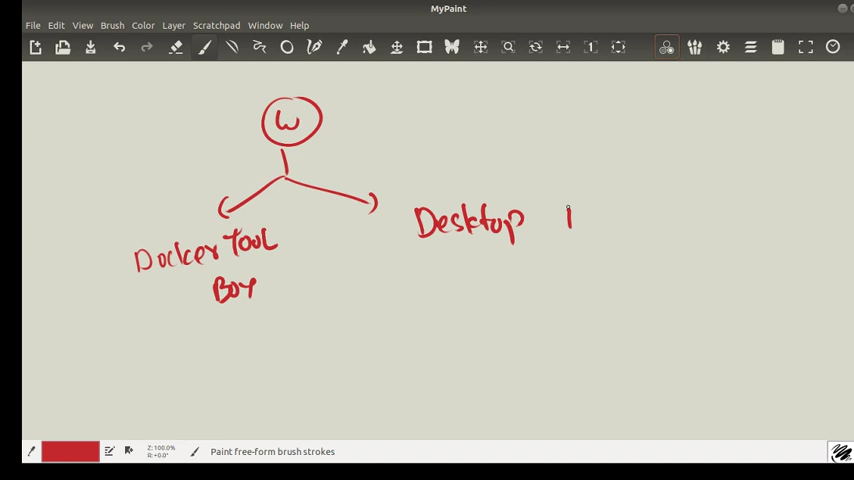 MyPaint
File Edit View Brush Color Layer Scratchpad Window Help
W
Desktop
Docker Tool
Box
Z: 100.0%
R: +0.0°
Paint free-form brush strokes